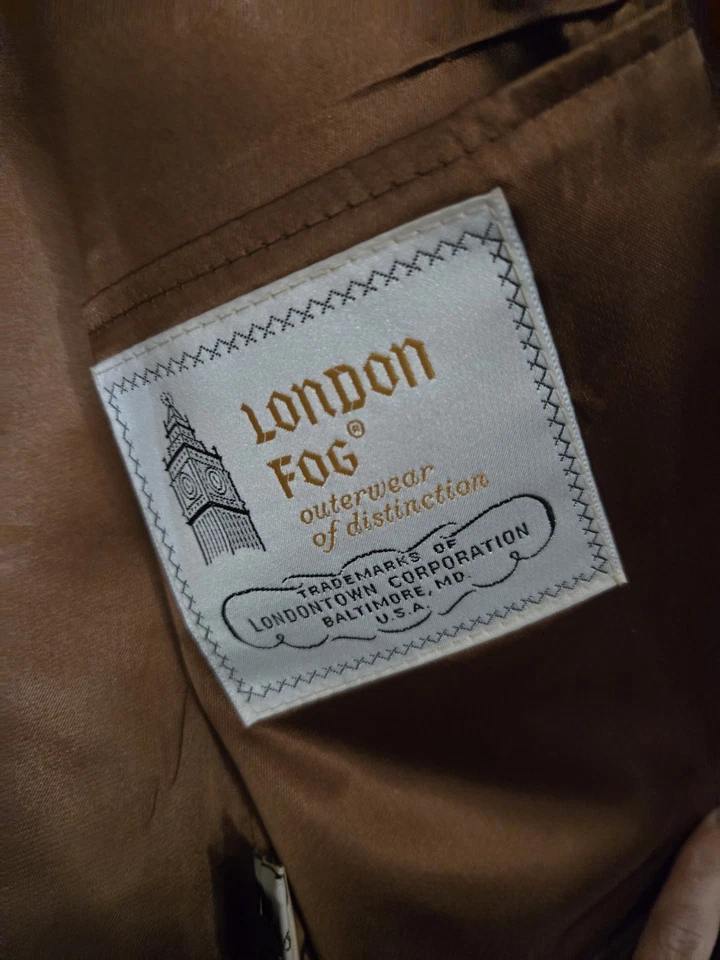 LONDON
FOG®
outerwear
of distinction
TRADEMARKS OF
LONDONTOWN CORPORATION
BALTIMORE, MD.
U.S.A.